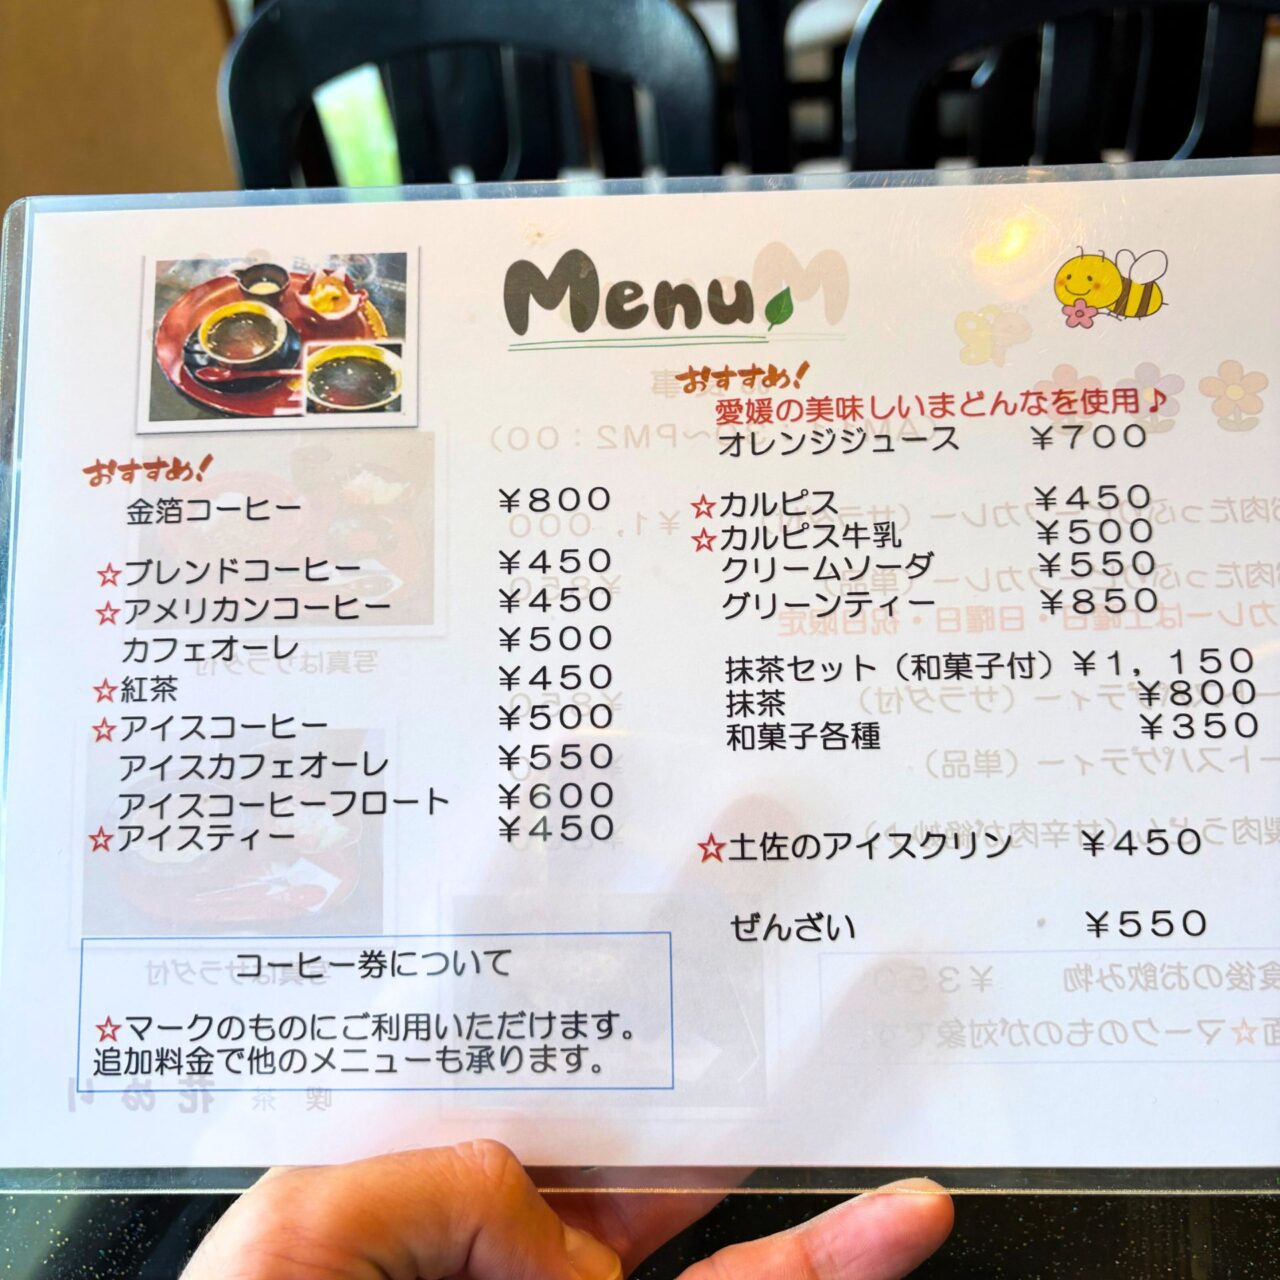 Menu
おすすめ!
金箔コーヒー ￥800
☆ブレンドコーヒー ￥450
☆アメリカンコーヒー ￥450
カフェオーレ ￥500
☆紅茶 ￥450
☆アイスコーヒー ￥500
アイスカフェオーレ ￥550
アイスコーヒーフロート ￥600
☆アイスティー ￥450
コーヒー券について
☆マークのものにご利用いただけます。
追加料金で他のメニューも承ります。
おすすめ!
愛媛の美味しいまどんなを使用♪
オレンジジュース ￥700
☆カルピス ￥450
☆カルピス牛乳 ￥500
クリームソーダ ￥550
グリーンティー ￥850
抹茶セット（和菓子付）￥1，150
抹茶 ￥800
和菓子各種 ￥350
☆土佐のアイスクリン ￥450
ぜんざい ￥550